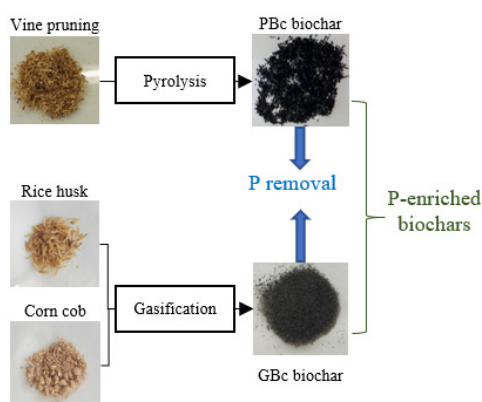 Vine pruning
Pyrolysis
PBc biochar
P removal
P-enriched
biochars
Rice husk
Corn cob
Gasification
GBc biochar